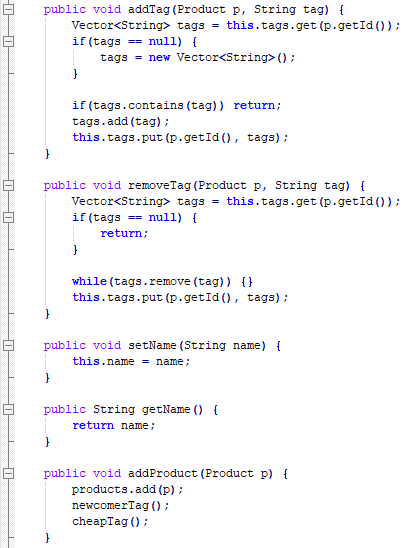 public void addTag(Product p, String tag) {
Vector<String> tags = this.tags.get(p.getId());
if(tags == null) {
tags = new Vector<String>();
}
if(tags.contains(tag)) return;
tags.add(tag);
this.tags.put(p.getId(), tags);
}
public void removeTag(Product p, String tag) {
Vector<String> tags = this.tags.get(p.getId());
if(tags == null) {
return;
}
while(tags.remove(tag)) {}
this.tags.put(p.getId(), tags);
}
public void setName(String name) {
this.name = name;
}
public String getName() {
return name;
}
public void addProduct(Product p) {
products.add(p);
newcomerTag();
cheapTag();
}